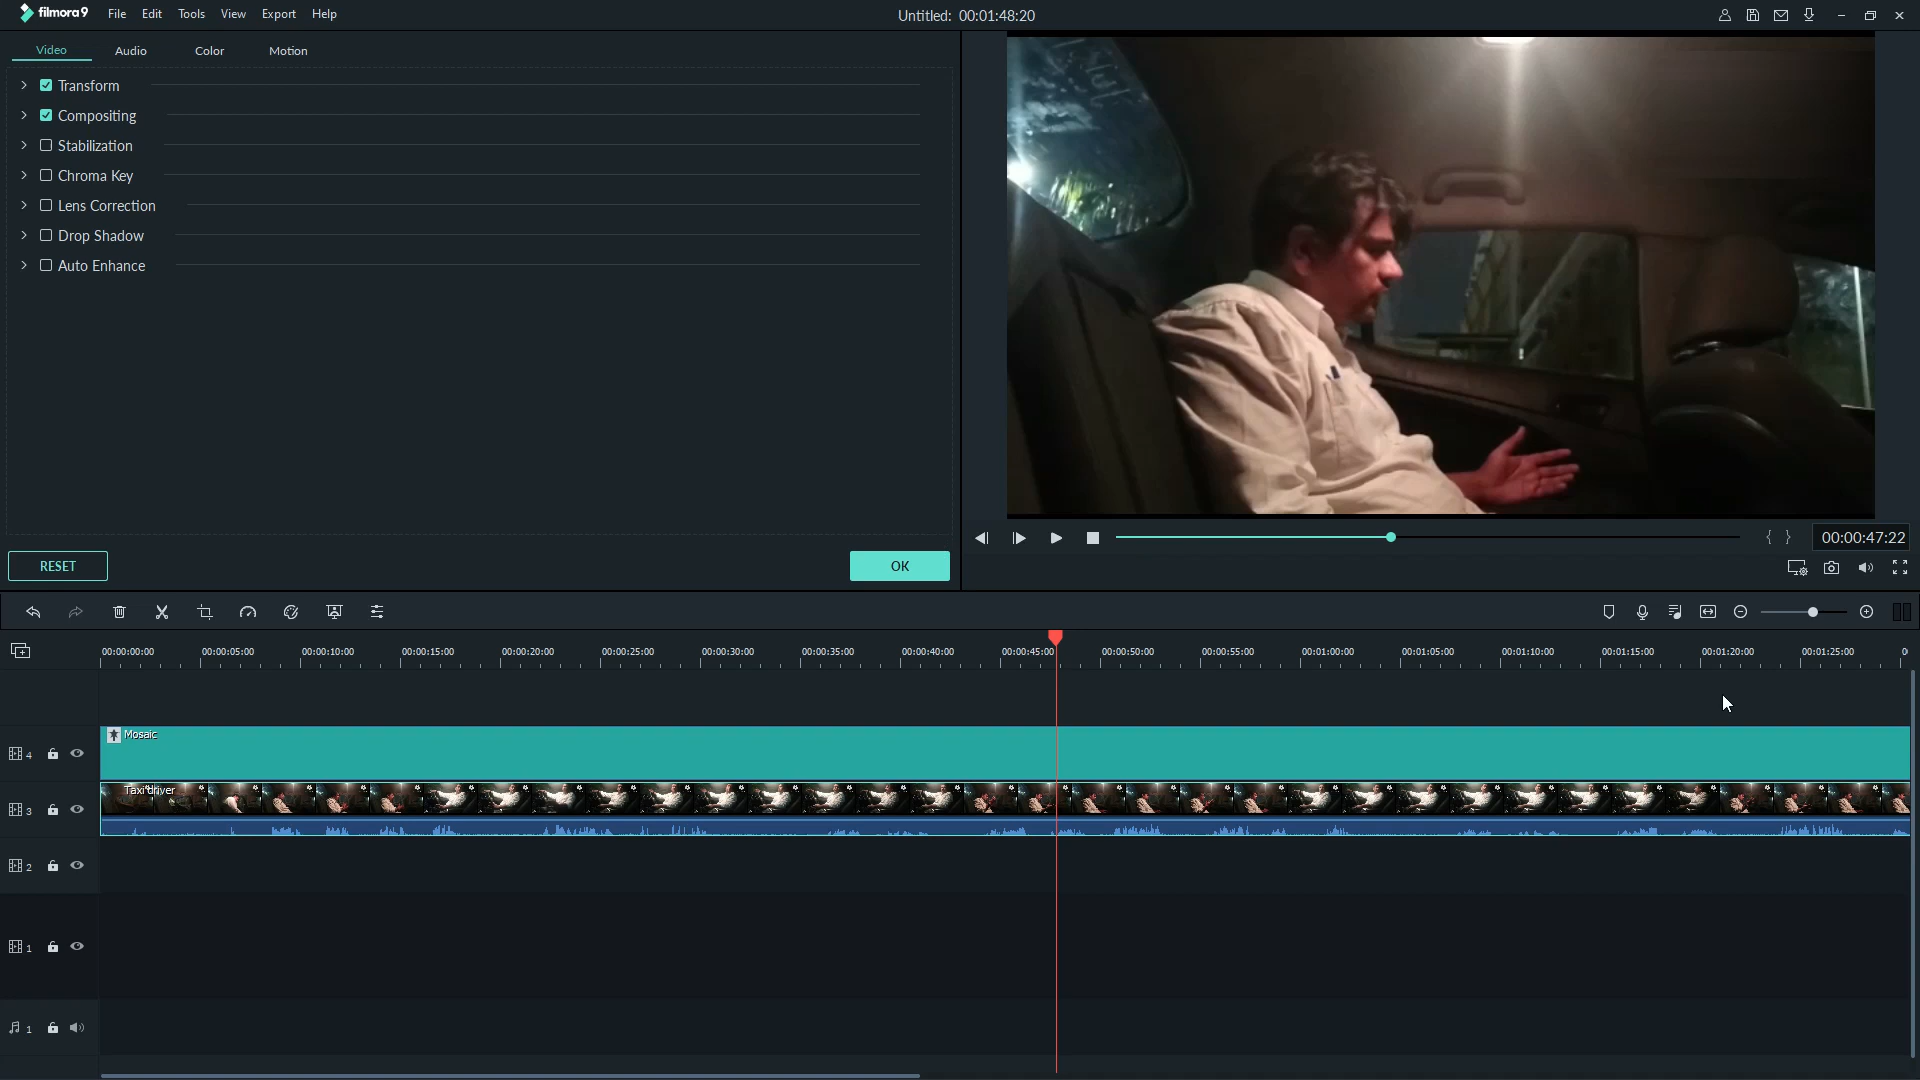 filmora9 File Edit Tools View Export Help Untitled: 00:01:48:20
Video Audio Color Motion
Transform
Compositing
Stabilization
Chroma Key
Lens Correction
Drop Shadow
Auto Enhance
RESET OK
{ } 00:00:47:22
00:00:00:00 00:00:05:00 00:00:10:00 00:00:15:00 00:00:20:00 00:00:25:00 00:00:30:00 00:00:35:00 00:00:40:00 00:00:45:00 00:00:50:00 00:00:55:00 00:01:00:00 00:01:05:00 00:01:10:00 00:01:15:00 00:01:20:00 00:01:25:00
Mosaic
4
Taxi driver
3
2
1
1